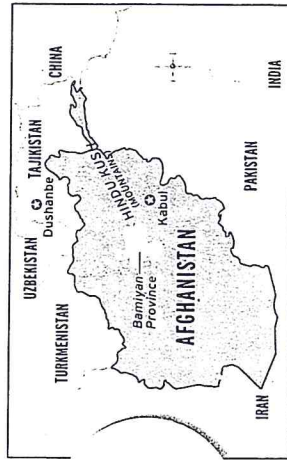 UZBEKISTAN
TAJIKISTAN
CHINA
Dushanbe
TURKMENISTAN
HINDU KUSH
(MOUNTAINS)
Bamiyan
Province
Kabul
AFGHANISTAN
PAKISTAN
IRAN
INDIA